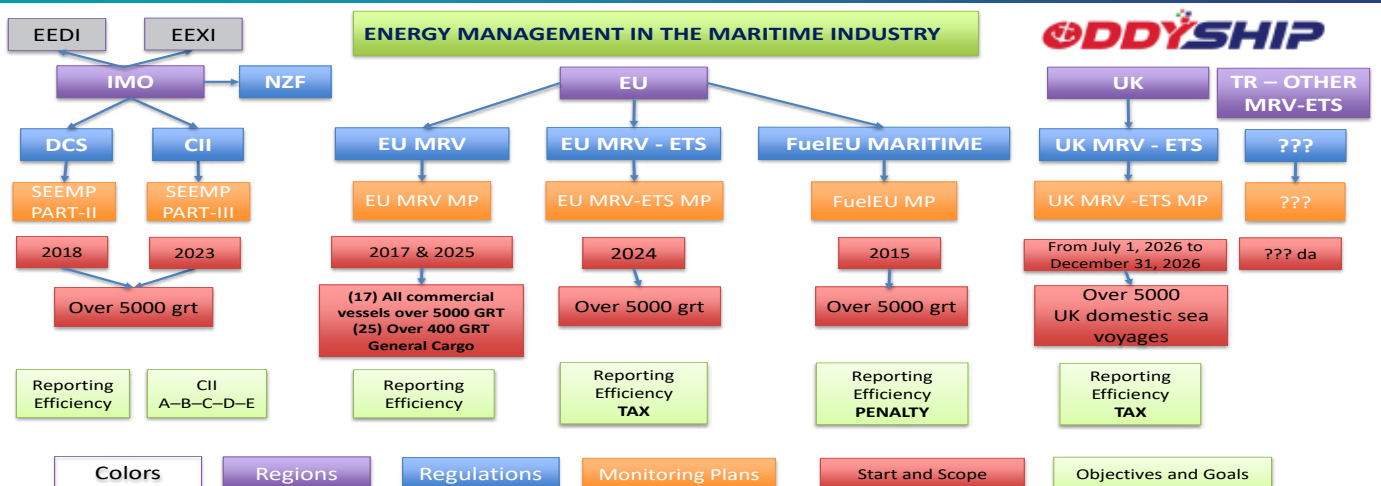 EEDI
EEXI
ENERGY MANAGEMENT IN THE MARITIME INDUSTRY
ODDYSHIP
IMO
NZF
EU
UK
TR – OTHER
MRV-ETS
DCS
CII
EU MRV
EU MRV - ETS
FuelEU MARITIME
UK MRV - ETS
???
SEEMP
PART-II
SEEMP
PART-III
EU MRV MP
EU MRV-ETS MP
FuelEU MP
UK MRV -ETS MP
???
2018
2023
2017 & 2025
2024
2015
From July 1, 2026 to
December 31, 2026
??? da
Over 5000 grt
(17) All commercial
vessels over 5000 GRT
(25) Over 400 GRT
General Cargo
Over 5000 grt
Over 5000 grt
Over 5000
UK domestic sea
voyages
Reporting
Efficiency
CII
A–B–C–D–E
Reporting
Efficiency
Reporting
Efficiency
TAX
Reporting
Efficiency
PENALTY
Reporting
Efficiency
TAX
Colors
Regions
Regulations
Monitoring Plans
Start and Scope
Objectives and Goals